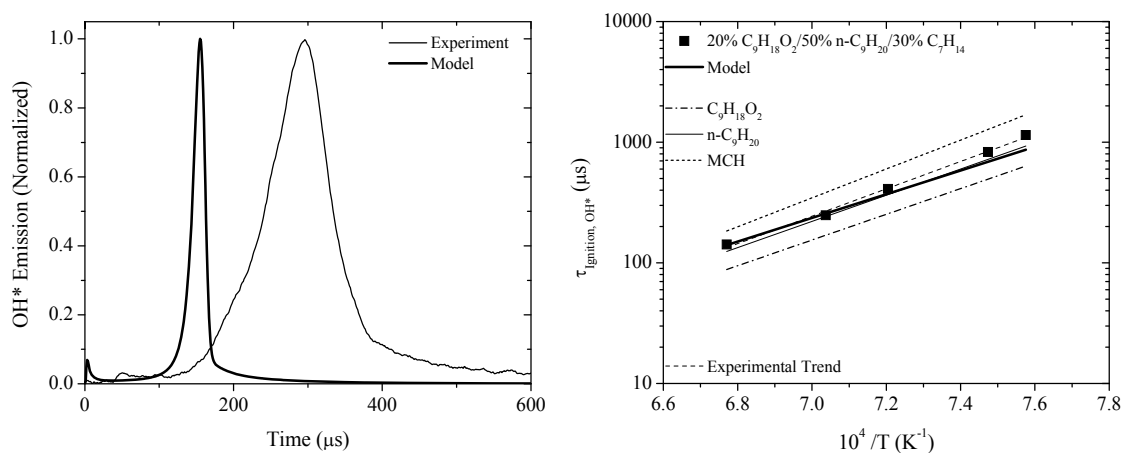 1.0
0.8
0.6
0.4
0.2
0.0
OH* Emission (Normalized)
Experiment
Model
0 200 400 600
Time (μs)
10000
1000
100
10
τIgnition, OH* (μs)
20% C9H18O2/50% n-C9H20/30% C7H14
Model
C9H18O2
n-C9H20
MCH
Experimental Trend
6.6 6.8 7.0 7.2 7.4 7.6 7.8
10⁴ /T (K⁻¹)